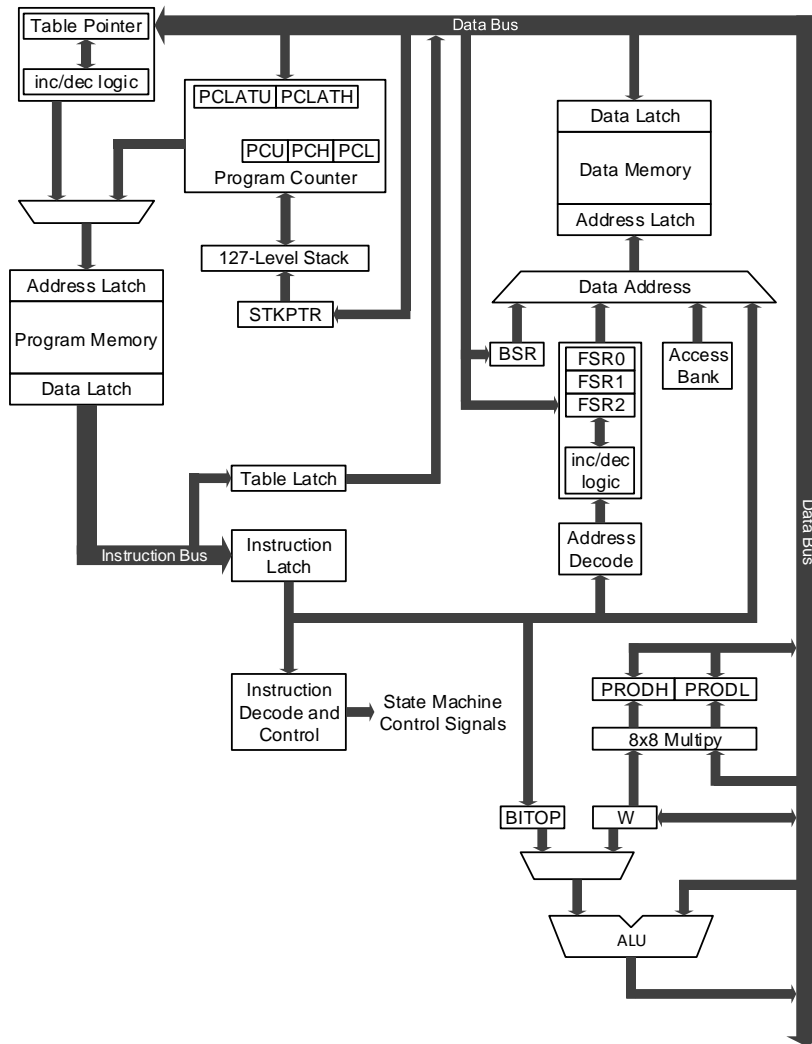 Table Pointer
inc/dec logic
Data Bus
PCLATU PCLATH
PCU PCH PCL
Program Counter
127-Level Stack
STKPTR
Data Latch
Data Memory
Address Latch
Data Address
BSR
FSR0
FSR1
FSR2
inc/dec
logic
Access
Bank
Address Latch
Program Memory
Data Latch
Table Latch
Instruction Bus
Instruction
Latch
Address
Decode
Data Bus
Instruction
Decode and
Control
State Machine
Control Signals
PRODH PRODL
8x8 Multipy
BITOP
W
ALU